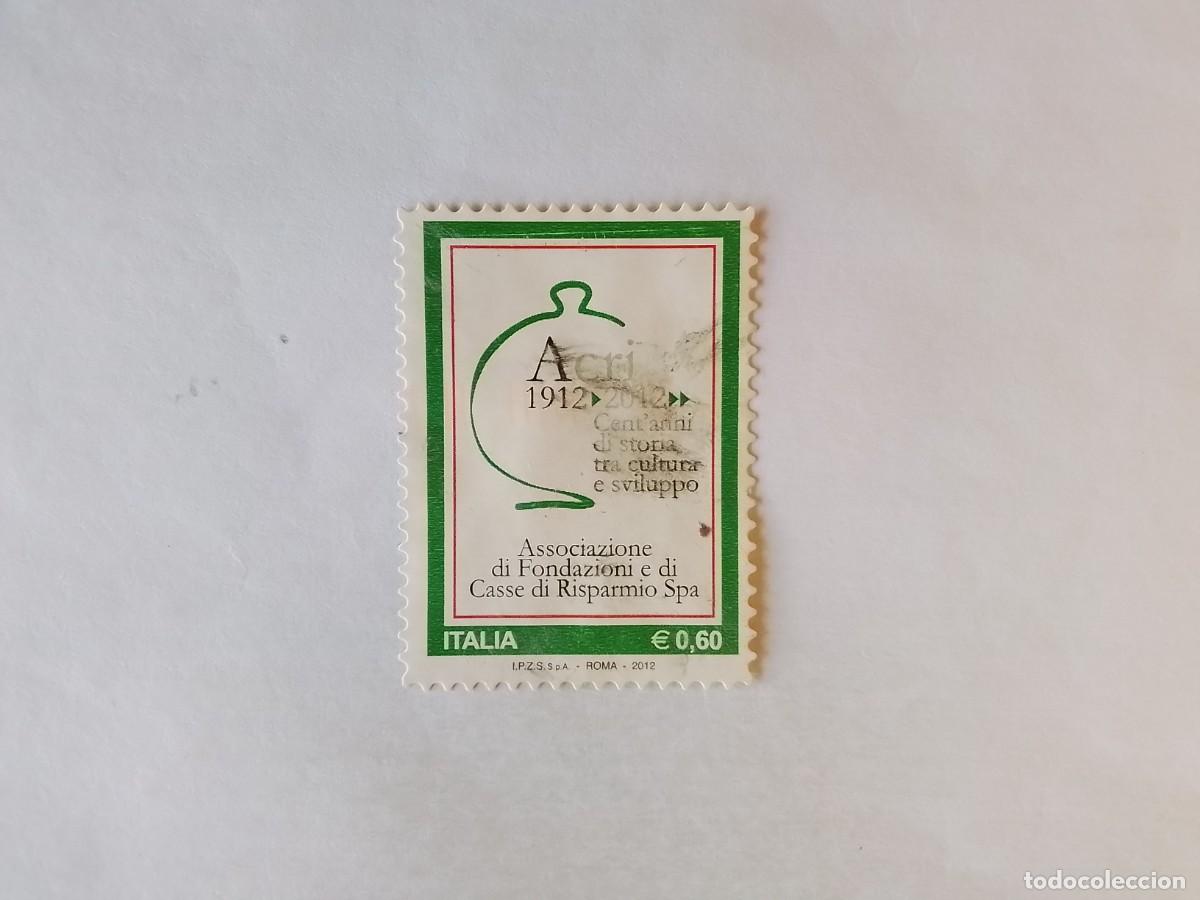 Acri
1912 2012
Cent'anni
di storia
tra cultura
e sviluppo
Associazione
di Fondazioni e di
Casse di Risparmio Spa
ITALIA € 0,60
I.P.Z.S. S.p.A. - ROMA - 2012
todocoleccion